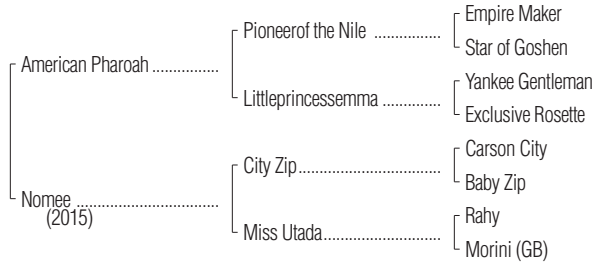 Empire Maker
Pioneerof the Nile ................
Star of Goshen
American Pharoah ................
Yankee Gentleman
Littleprincessemma ..............
Exclusive Rosette
Carson City
City Zip..................................
Baby Zip
Nomee ..................................
(2015)
Rahy
Miss Utada............................
Morini (GB)